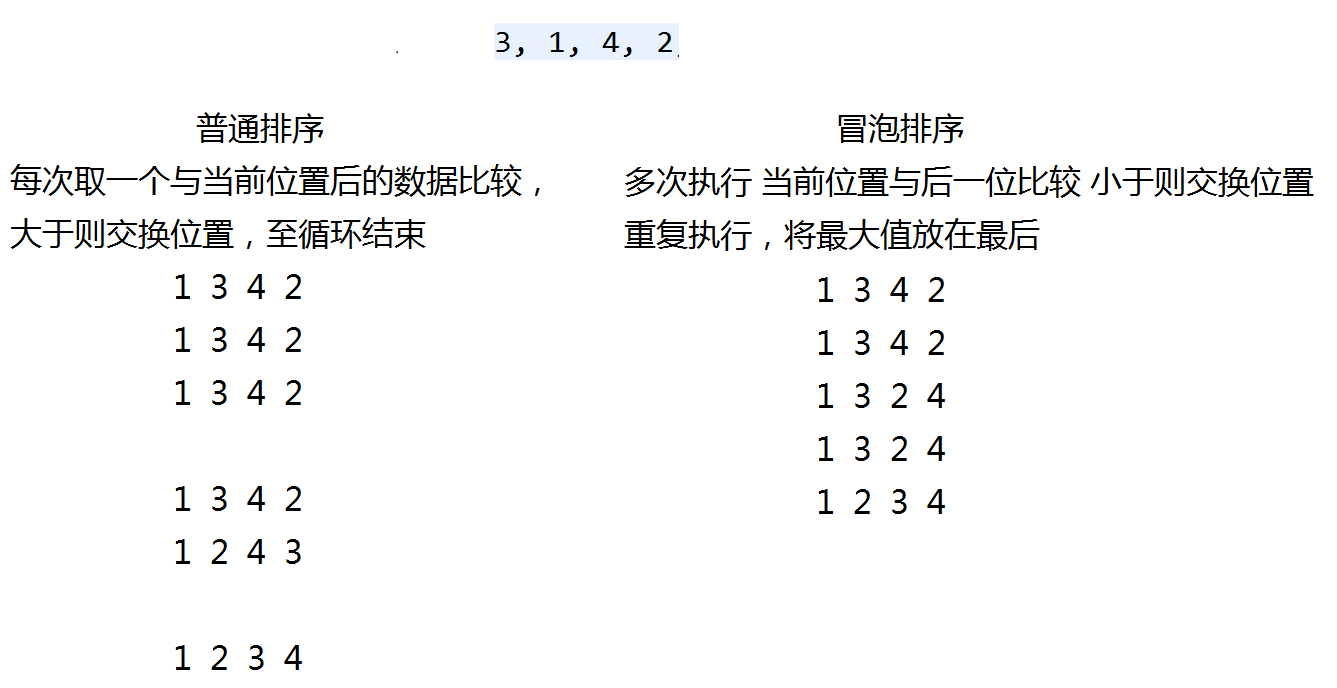 3, 1, 4, 2
普通排序
每次取一个与当前位置后的数据比较，
大于则交换位置，至循环结束
1 3 4 2
1 3 4 2
1 3 4 2
1 3 4 2
1 2 4 3
1 2 3 4
冒泡排序
多次执行 当前位置与后一位比较 小于则交换位置
重复执行，将最大值放在最后
1 3 4 2
1 3 4 2
1 3 2 4
1 3 2 4
1 2 3 4